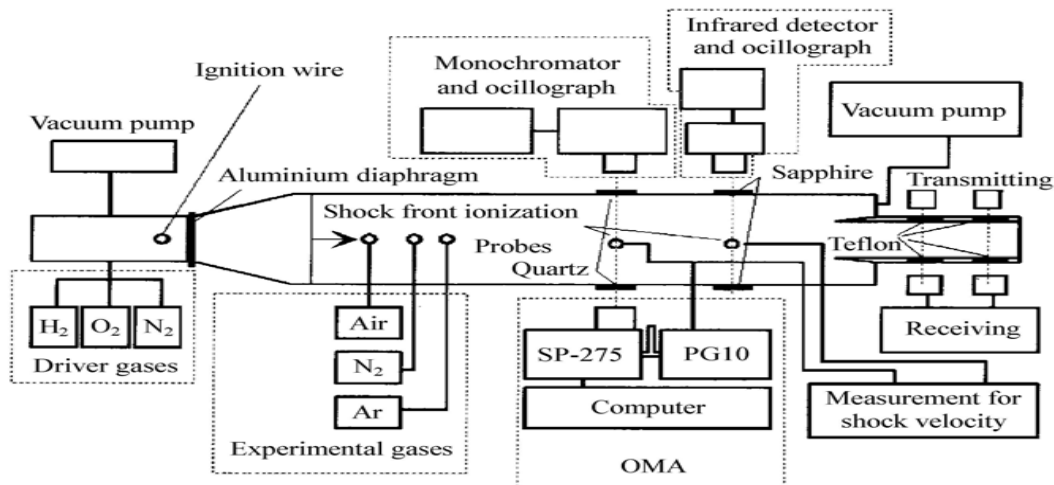 Ignition wire
Vacuum pump
Aluminium diaphragm
Monochromator
and ocillograph
Infrared detector
and ocillograph
Vacuum pump
Sapphire
Transmitting
Shock front ionization
Probes
Quartz
Teflon
H₂
O₂
N₂
Driver gases
Air
N₂
Ar
Experimental gases
SP-275
PG10
Computer
OMA
Receiving
Measurement for
shock velocity